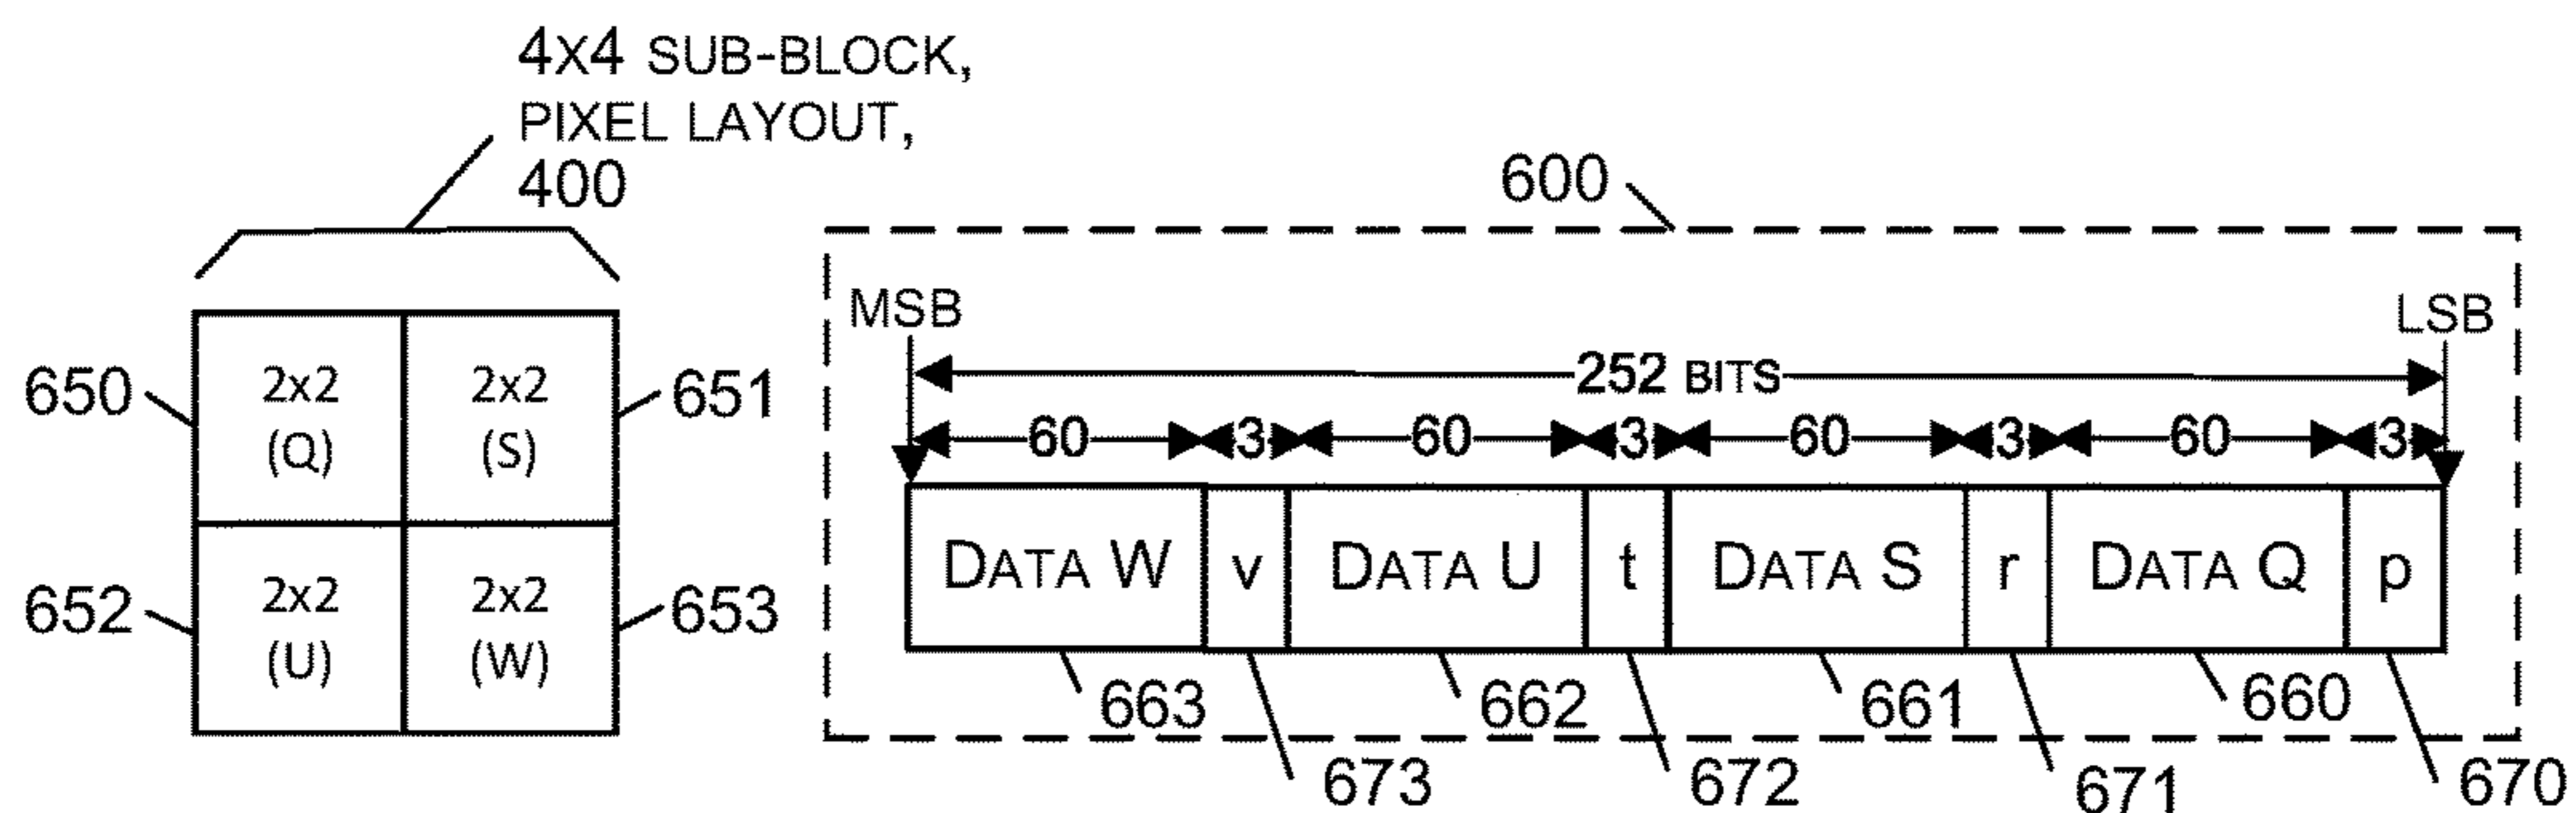 4X4 SUB-BLOCK,
PIXEL LAYOUT,
400
600
MSB
LSB
252 BITS
60 3 60 3 60 3 60 3
650
2x2
(Q)
2x2
(S)
651
DATA W v DATA U t DATA S r DATA Q p
652
2x2
(U)
2x2
(W)
653
663 662 661 660
673 672 671 670